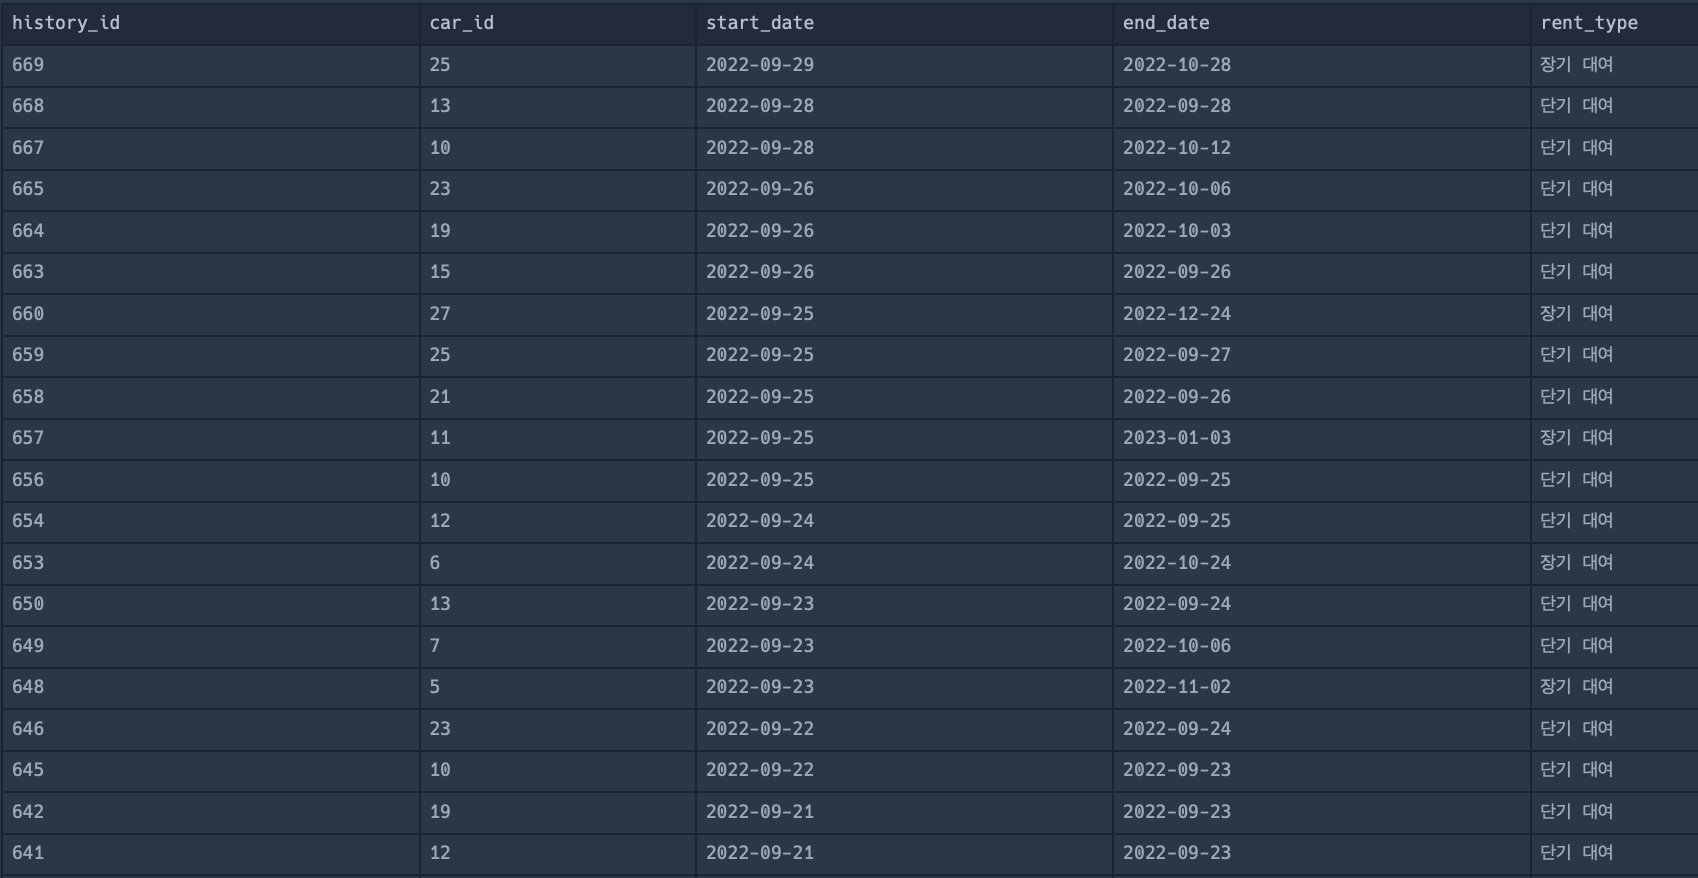 history_id car_id start_date end_date rent_type
669 25 2022-09-29 2022-10-28 장기 대여
668 13 2022-09-28 2022-09-28 단기 대여
667 10 2022-09-28 2022-10-12 단기 대여
665 23 2022-09-26 2022-10-06 단기 대여
664 19 2022-09-26 2022-10-03 단기 대여
663 15 2022-09-26 2022-09-26 단기 대여
660 27 2022-09-25 2022-12-24 장기 대여
659 25 2022-09-25 2022-09-27 단기 대여
658 21 2022-09-25 2022-09-26 단기 대여
657 11 2022-09-25 2023-01-03 장기 대여
656 10 2022-09-25 2022-09-25 단기 대여
654 12 2022-09-24 2022-09-25 단기 대여
653 6 2022-09-24 2022-10-24 장기 대여
650 13 2022-09-23 2022-09-24 단기 대여
649 7 2022-09-23 2022-10-06 단기 대여
648 5 2022-09-23 2022-11-02 장기 대여
646 23 2022-09-22 2022-09-24 단기 대여
645 10 2022-09-22 2022-09-23 단기 대여
642 19 2022-09-21 2022-09-23 단기 대여
641 12 2022-09-21 2022-09-23 단기 대여